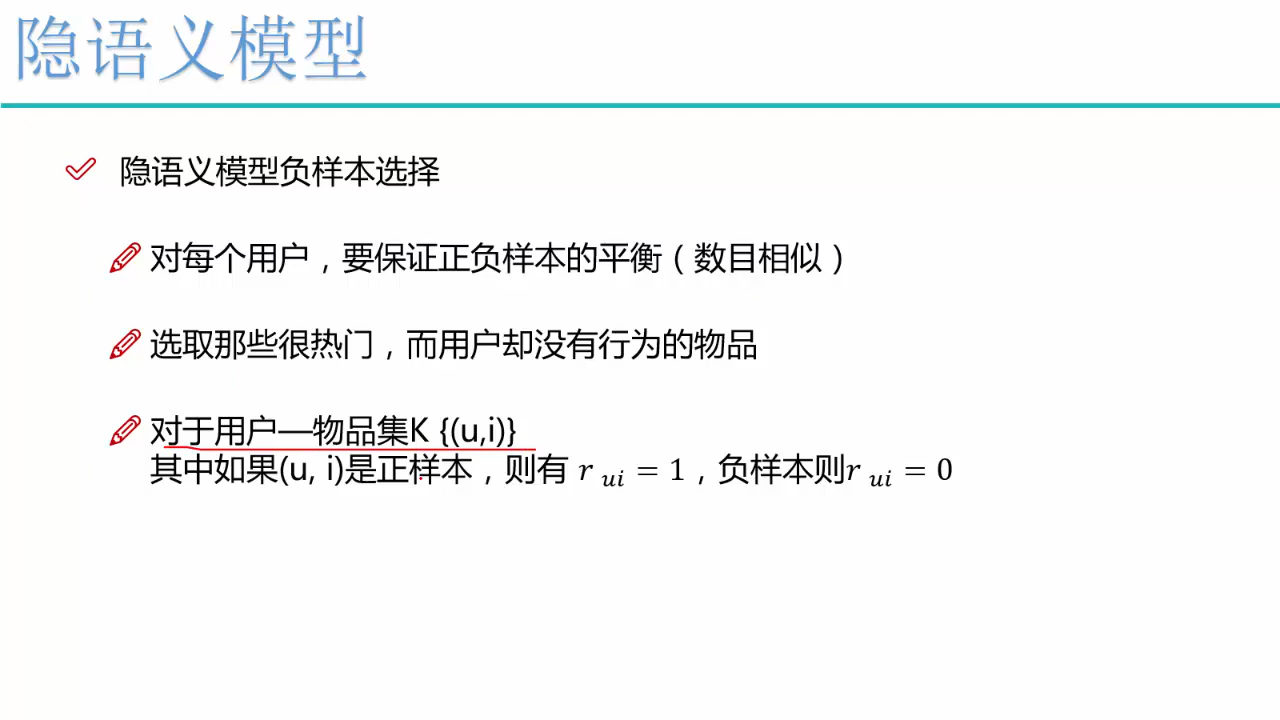 隐语义模型
隐语义模型负样本选择
对每个用户，要保证正负样本的平衡（数目相似）
选取那些很热门，而用户却没有行为的物品
对于用户—物品集K {(u,i)}
其中如果(u, i)是正样本，则有 r ui = 1，负样本则r ui = 0